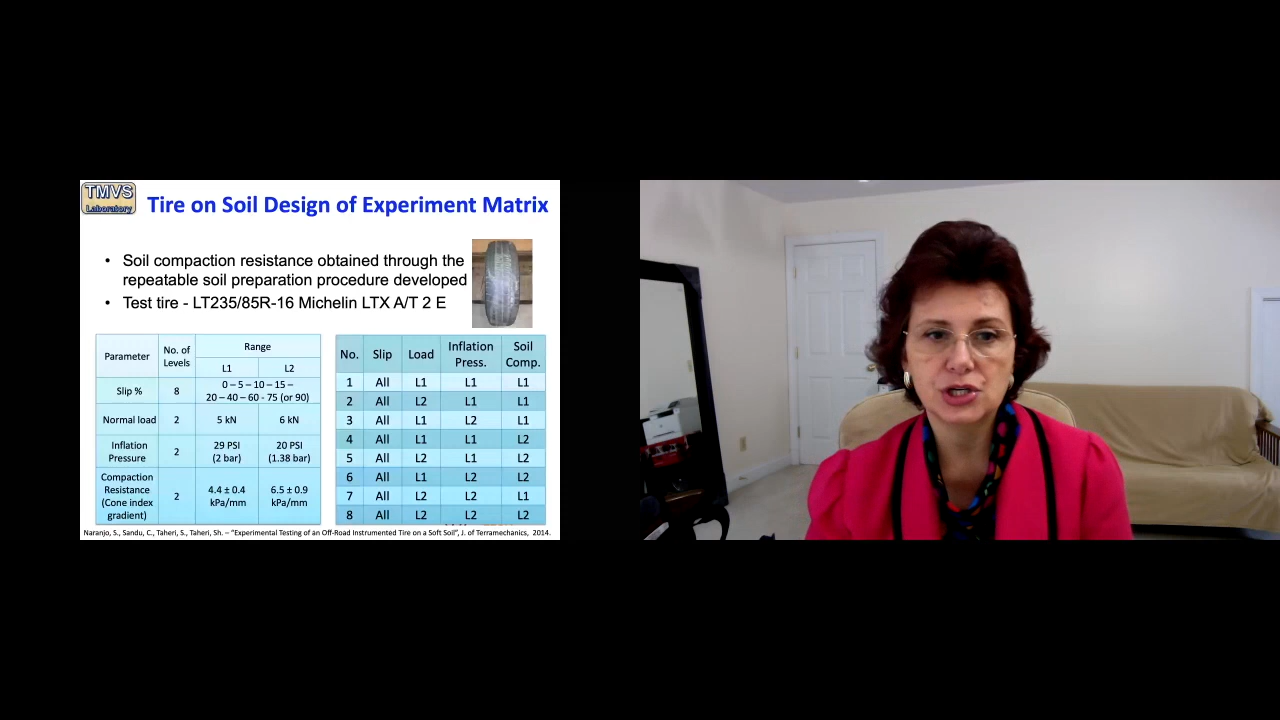 TMVS
Laboratory
Tire on Soil Design of Experiment Matrix
• Soil compaction resistance obtained through the
repeatable soil preparation procedure developed
• Test tire - LT235/85R-16 Michelin LTX A/T 2 E
Parameter No. of Levels Range
L1 L2
Slip % 8 0 – 5 – 10 – 15 –
20 – 40 – 60 - 75 (or 90)
Normal load 2 5 kN 6 kN
Inflation Pressure 2 29 PSI (2 bar) 20 PSI (1.38 bar)
Compaction Resistance (Cone index gradient) 2 4.4 ± 0.4 kPa/mm 6.5 ± 0.9 kPa/mm
No. Slip Load Inflation Press. Soil Comp.
1 All L1 L1 L1
2 All L2 L1 L1
3 All L1 L2 L1
4 All L1 L1 L2
5 All L2 L1 L2
6 All L1 L2 L2
7 All L2 L2 L1
8 All L2 L2 L2
Naranjo, S., Sandu, C., Taheri, S., Taheri, Sh. – “Experimental Testing of an Off-Road Instrumented Tire on a Soft Soil”, J. of Terramechanics, 2014.